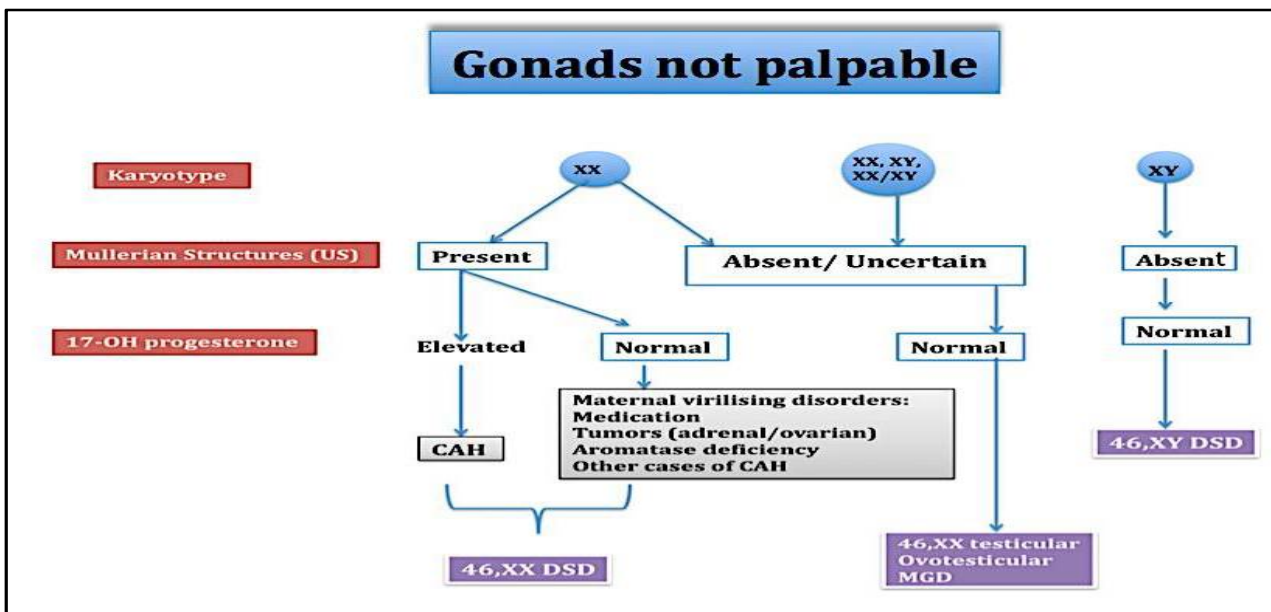 Gonads not palpable
Karyotype
XX
XX, XY,
XX/XY
XY
Mullerian Structures (US)
Present
Absent/ Uncertain
Absent
17-OH progesterone
Elevated
Normal
Normal
Normal
CAH
Maternal virilising disorders:
Medication
Tumors (adrenal/ovarian)
Aromatase deficiency
Other cases of CAH
46,XY DSD
46,XX DSD
46,XX testicular
Ovotesticular
MGD